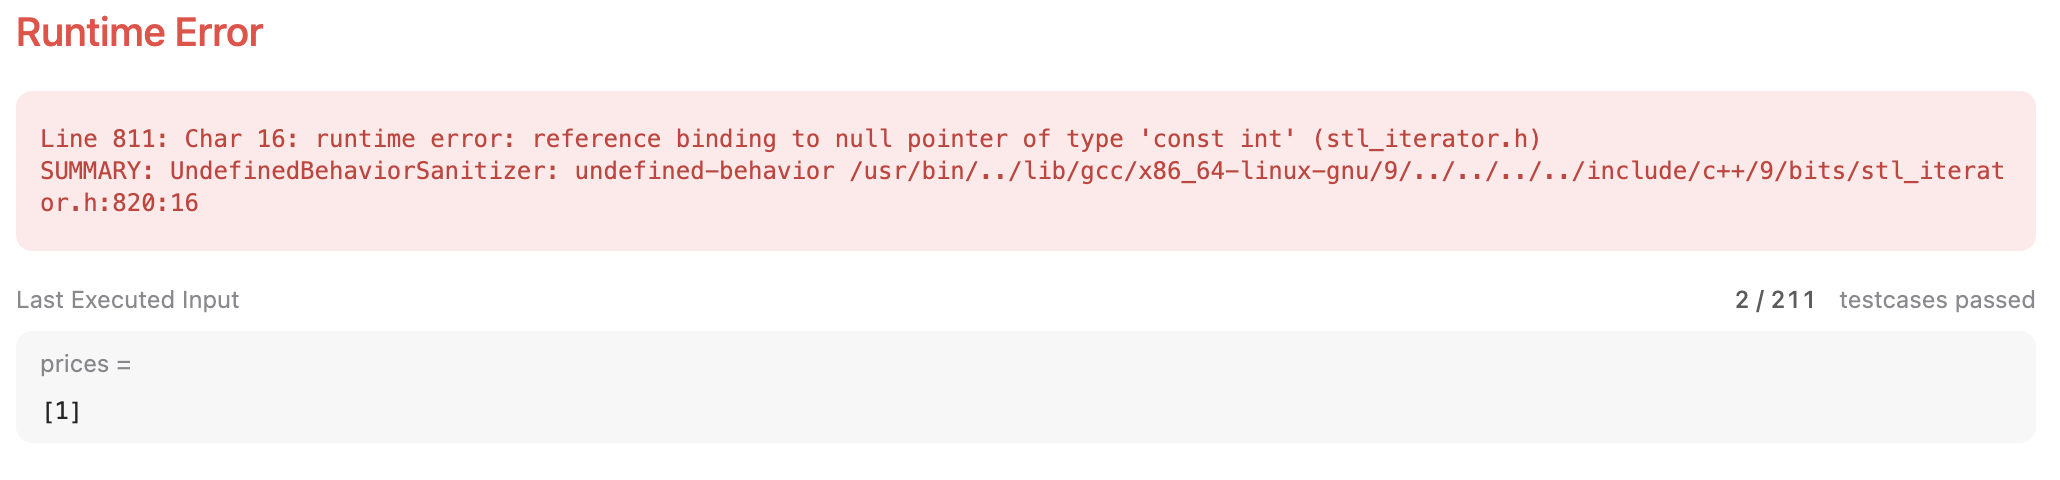 Runtime Error
Line 811: Char 16: runtime error: reference binding to null pointer of type 'const int' (stl_iterator.h)
SUMMARY: UndefinedBehaviorSanitizer: undefined-behavior /usr/bin/../lib/gcc/x86_64-linux-gnu/9/../../../../include/c++/9/bits/stl_iterat
or.h:820:16
Last Executed Input
2 / 211 testcases passed
prices =
[1]